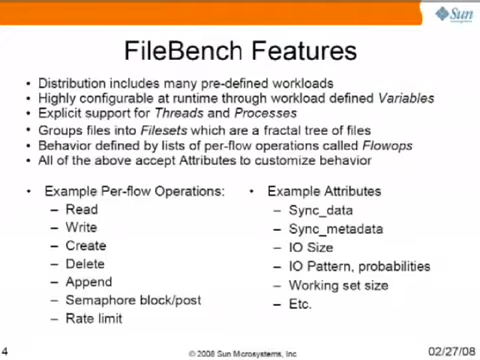 Sun
FileBench Features
• Distribution includes many pre-defined workloads
• Highly configurable at runtime through workload defined Variables
• Explicit support for Threads and Processes
• Groups files into Filesets which are a fractal tree of files
• Behavior defined by lists of per-flow operations called Flowops
• All of the above accept Attributes to customize behavior
• Example Per-flow Operations:
– Read
– Write
– Create
– Delete
– Append
– Semaphore block/post
– Rate limit
• Example Attributes
– Sync_data
– Sync_metadata
– IO Size
– IO Pattern, probabilities
– Working set size
– Etc.
4
© 2008 Sun Microsystems, Inc
02/27/08